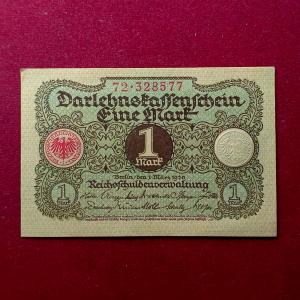 72·328577
Darlehnskassenschein
Eine Mark
1
Mark
Berlin, den 1. März 1920
Reichsschuldenverwaltung
1
1